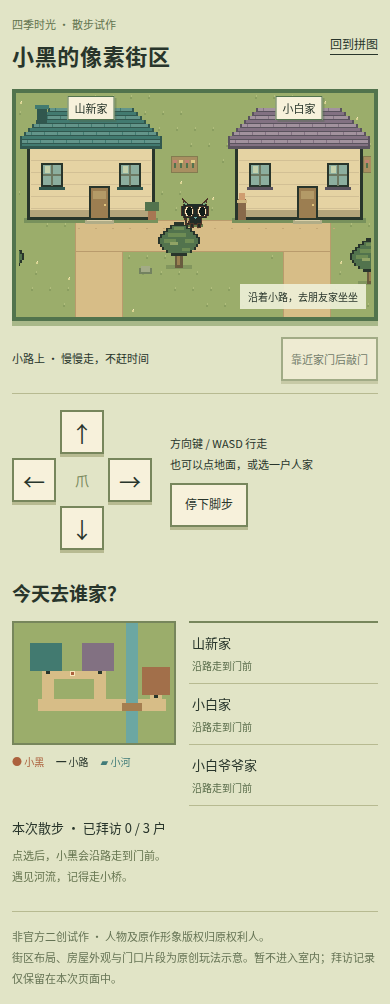 四季时光 · 散步试作
小黑的像素街区
回到拼图
山新家
小白家
沿着小路，去朋友家坐坐
小路上 · 慢慢走，不赶时间
靠近家门后敲门
↑
← 爪 →
↓
方向键 / WASD 行走
也可以点地面，或选一户人家
停下脚步
今天去谁家？
山新家
沿路走到门前
小白家
沿路走到门前
小白爷爷家
沿路走到门前
小黑 小路 小河
本次散步 · 已拜访 0 / 3 户
点选后，小黑会沿路走到门前。
遇见河流，记得走小桥。
非官方二创试作 · 人物及原作形象版权归原权利人。
街区布局、房屋外观与门口片段为原创玩法示意。暂不进入室内；拜访记录
仅保留在本次页面中。